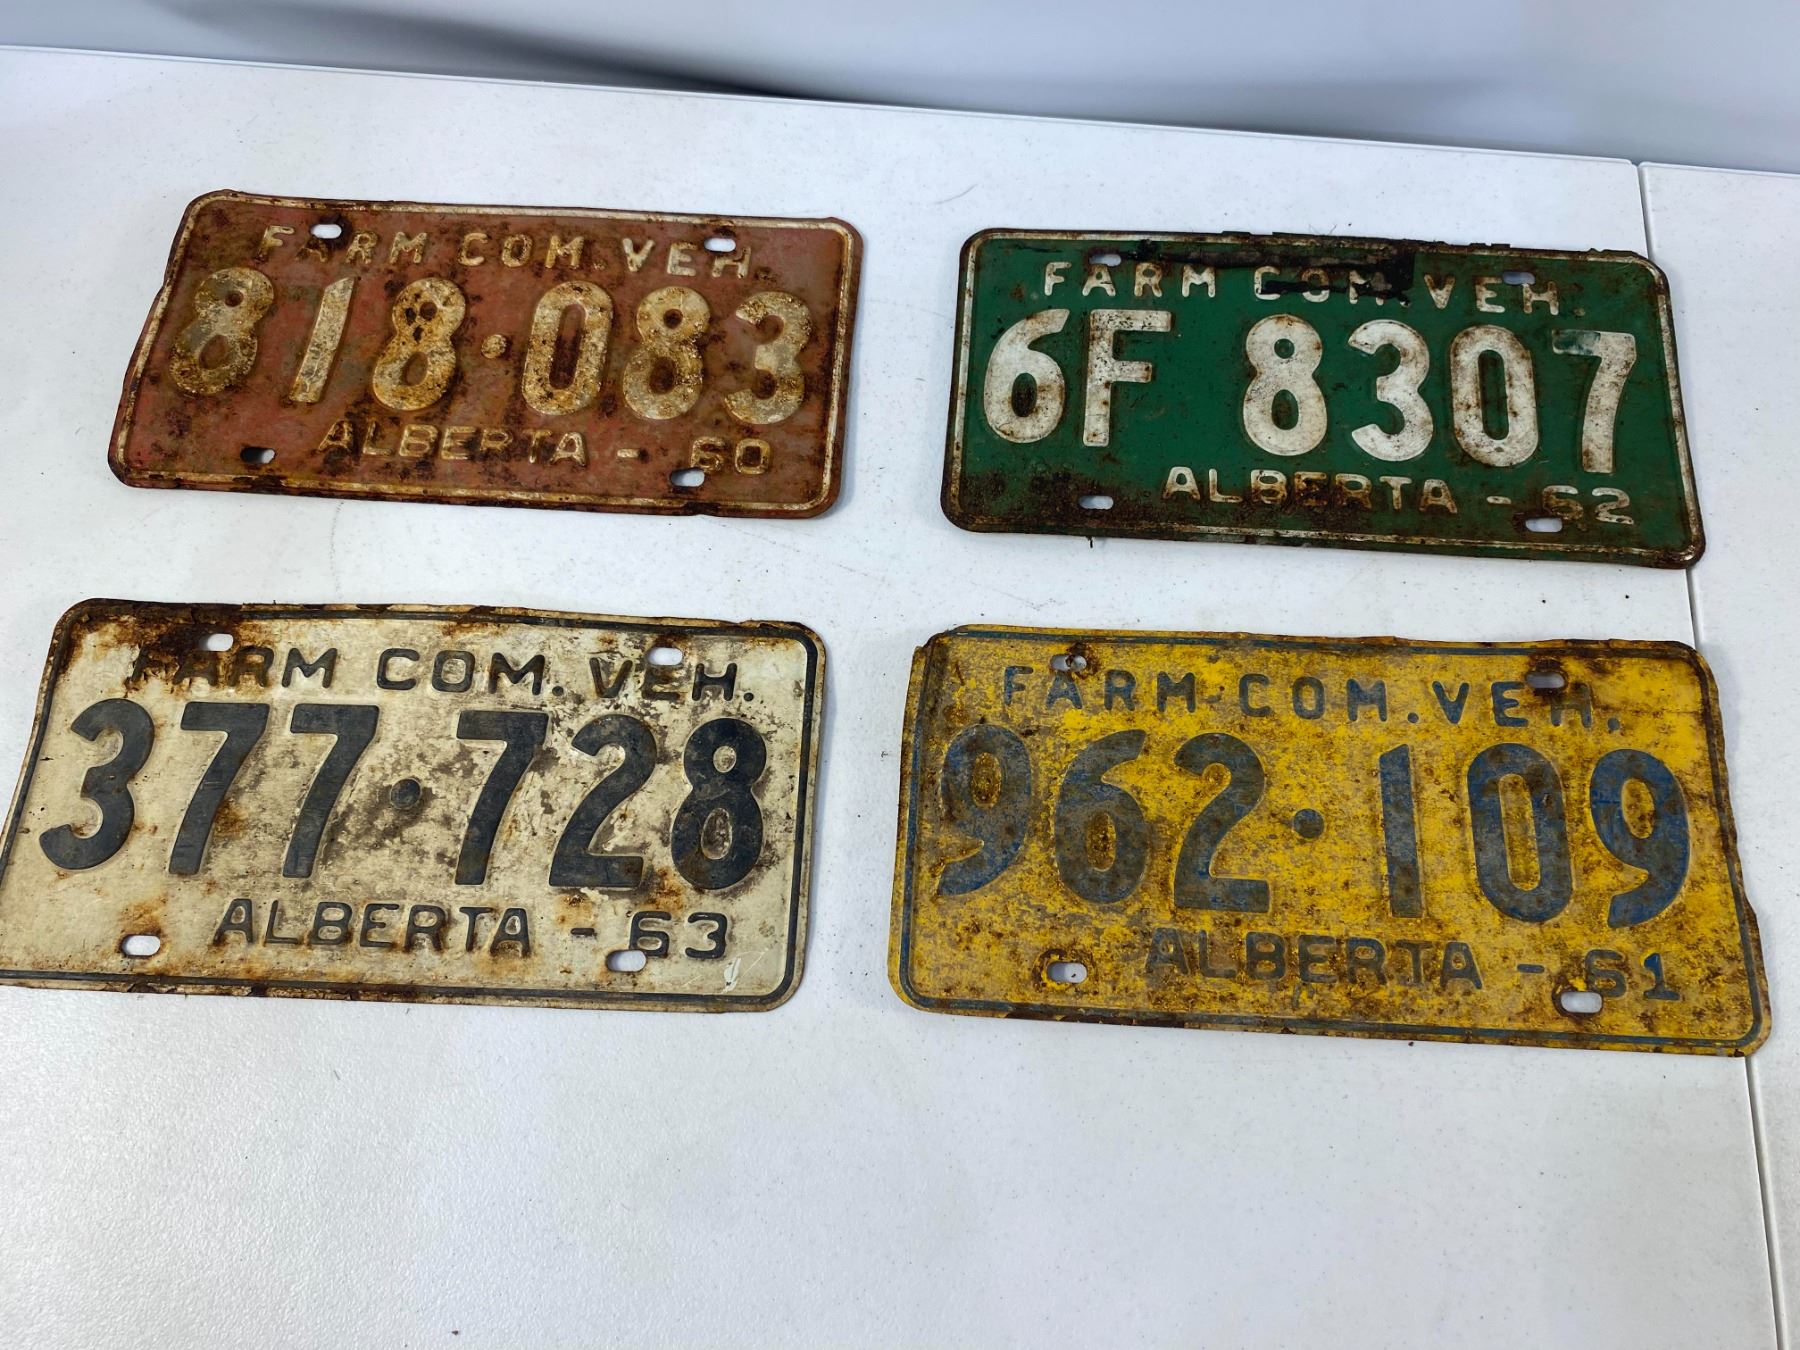 FARM COM. VEH.
818·083
ALBERTA - 60
FARM COM. VEH.
6F 8307
ALBERTA - 62
FARM COM. VEH.
377·728
ALBERTA - 63
FARM COM. VEH.
962·109
ALBERTA - 61